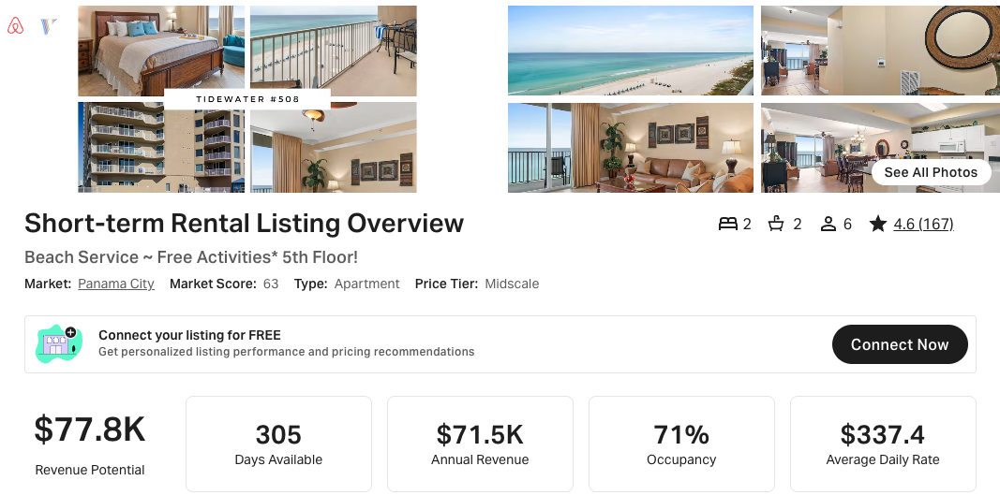 TIDEWATER #508
See All Photos
Short-term Rental Listing Overview
2 2 6 4.6 (167)
Beach Service ~ Free Activities* 5th Floor!
Market: Panama City Market Score: 63 Type: Apartment Price Tier: Midscale
Connect your listing for FREE
Get personalized listing performance and pricing recommendations
Connect Now
$77.8K
Revenue Potential
305
Days Available
$71.5K
Annual Revenue
71%
Occupancy
$337.4
Average Daily Rate